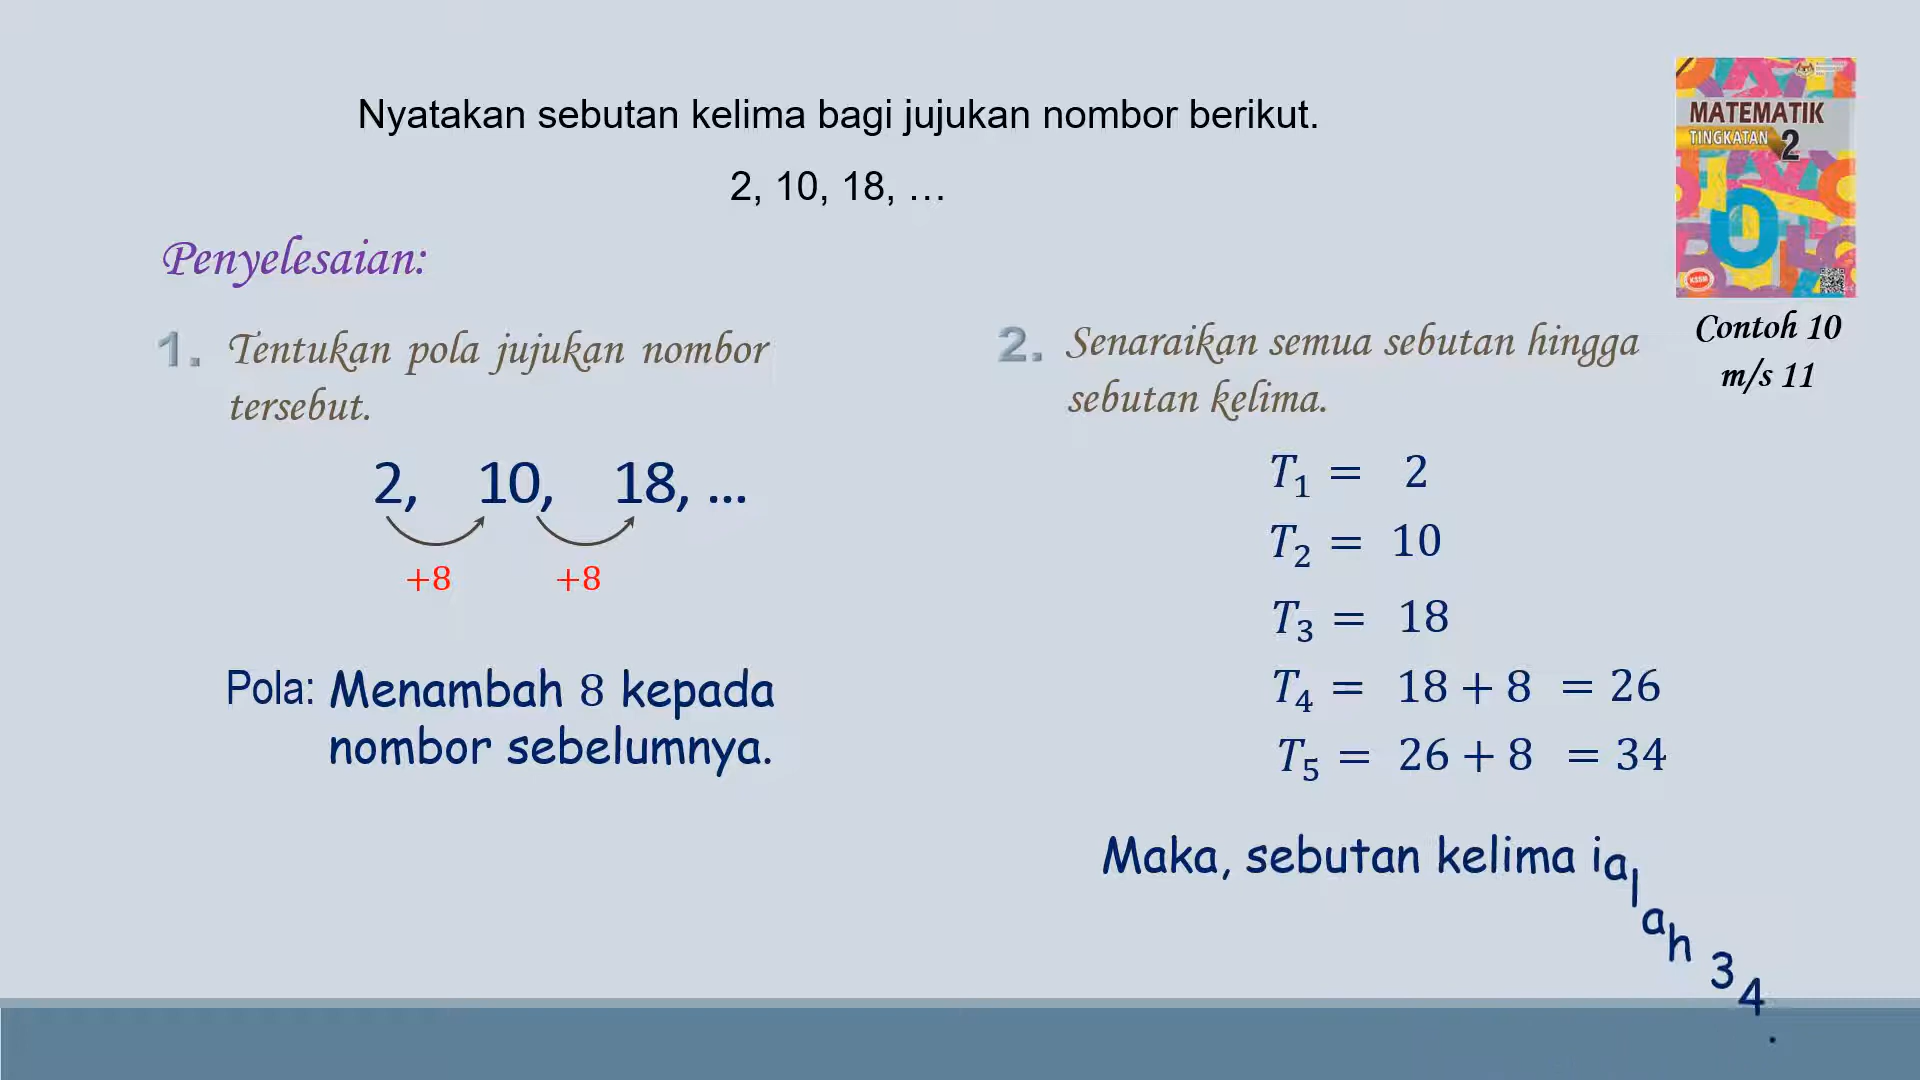 Nyatakan sebutan kelima bagi jujukan nombor berikut.
2, 10, 18, …
MATEMATIK
TINGKATAN 2
KSSM
Contoh 10
m/s 11
Penyelesaian:
1. Tentukan pola jujukan nombor
tersebut.
2, 10, 18, …
+8 +8
Pola: Menambah 8 kepada
nombor sebelumnya.
2. Senaraikan semua sebutan hingga
sebutan kelima.
T₁ = 2
T₂ = 10
T₃ = 18
T₄ = 18 + 8 = 26
T₅ = 26 + 8 = 34
Maka, sebutan kelima ialah 34.